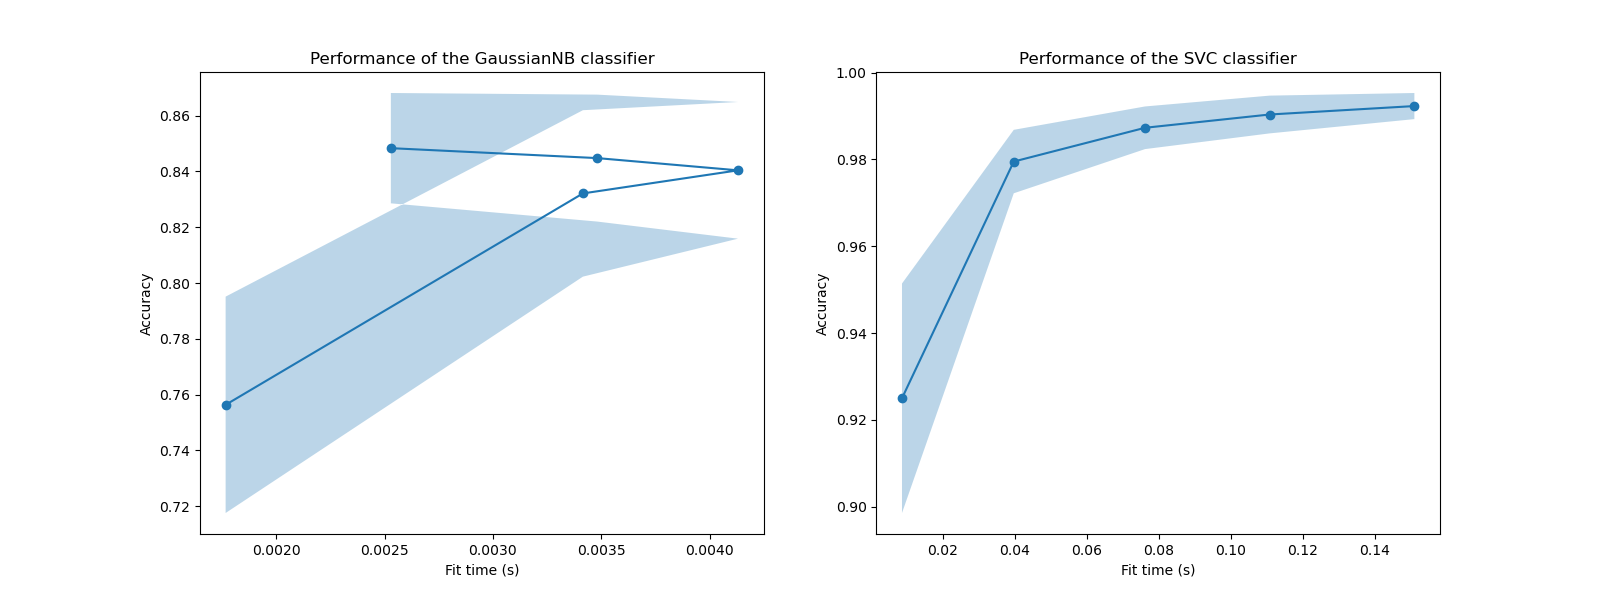 Performance of the GaussianNB classifier
Accuracy
0.86
0.84
0.82
0.80
0.78
0.76
0.74
0.72
0.0020 0.0025 0.0030 0.0035 0.0040
Fit time (s)
Performance of the SVC classifier
Accuracy
1.00
0.98
0.96
0.94
0.92
0.90
0.02 0.04 0.06 0.08 0.10 0.12 0.14
Fit time (s)